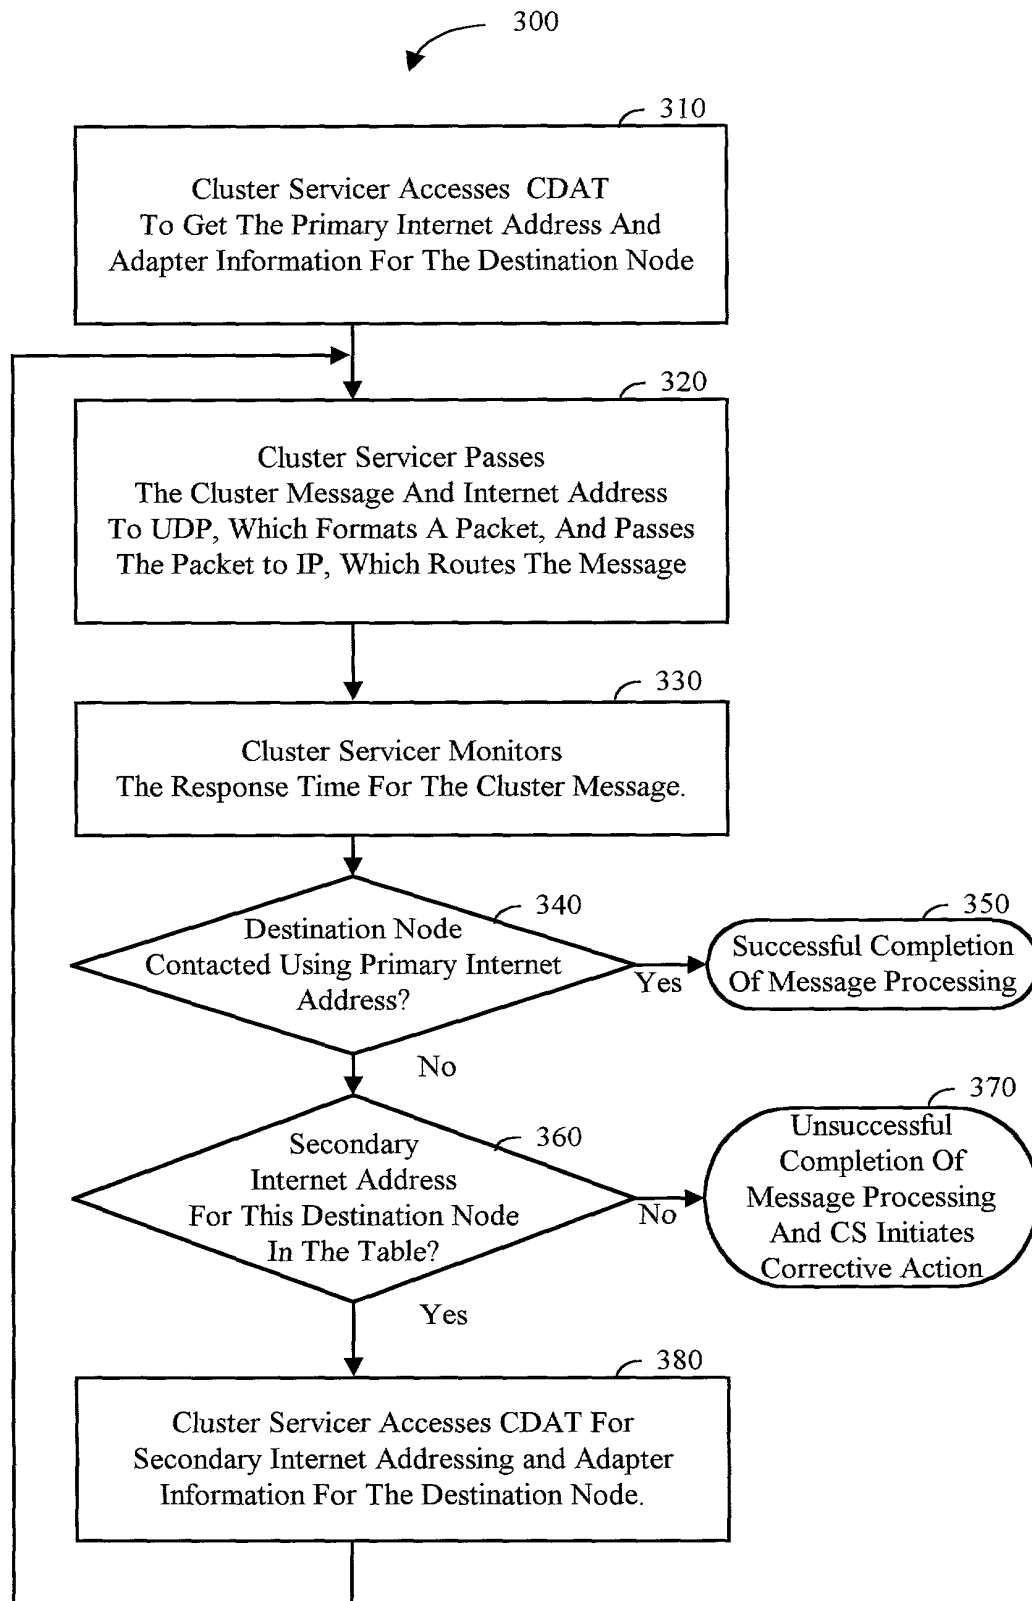 300
310
Cluster Servicer Accesses CDAT
To Get The Primary Internet Address And
Adapter Information For The Destination Node
320
Cluster Servicer Passes
The Cluster Message And Internet Address
To UDP, Which Formats A Packet, And Passes
The Packet to IP, Which Routes The Message
330
Cluster Servicer Monitors
The Response Time For The Cluster Message.
340
Destination Node
Contacted Using Primary Internet
Address?
Yes
350
Successful Completion
Of Message Processing
No
360
Secondary
Internet Address
For This Destination Node
In The Table?
No
370
Unsuccessful
Completion Of
Message Processing
And CS Initiates
Corrective Action
Yes
380
Cluster Servicer Accesses CDAT For
Secondary Internet Addressing and Adapter
Information For The Destination Node.